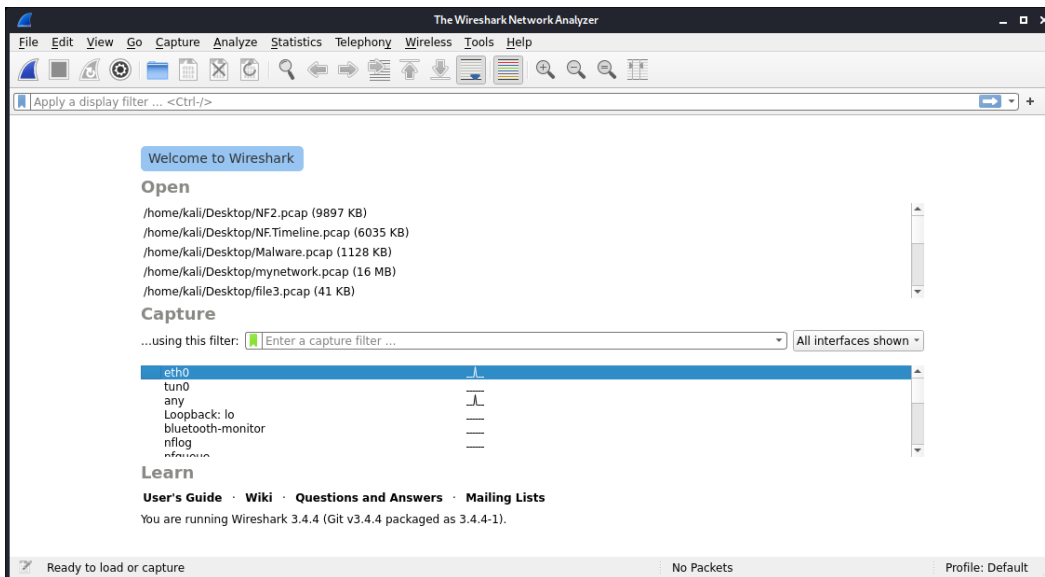 The Wireshark Network Analyzer
File Edit View Go Capture Analyze Statistics Telephony Wireless Tools Help
Apply a display filter ... <Ctrl-/>
Welcome to Wireshark
Open
/home/kali/Desktop/NF2.pcap (9897 KB)
/home/kali/Desktop/NF.Timeline.pcap (6035 KB)
/home/kali/Desktop/Malware.pcap (1128 KB)
/home/kali/Desktop/mynetwork.pcap (16 MB)
/home/kali/Desktop/file3.pcap (41 KB)
Capture
...using this filter: Enter a capture filter ... All interfaces shown
eth0
tun0
any
Loopback: lo
bluetooth-monitor
nflog
Learn
User's Guide · Wiki · Questions and Answers · Mailing Lists
You are running Wireshark 3.4.4 (Git v3.4.4 packaged as 3.4.4-1).
Ready to load or capture No Packets Profile: Default